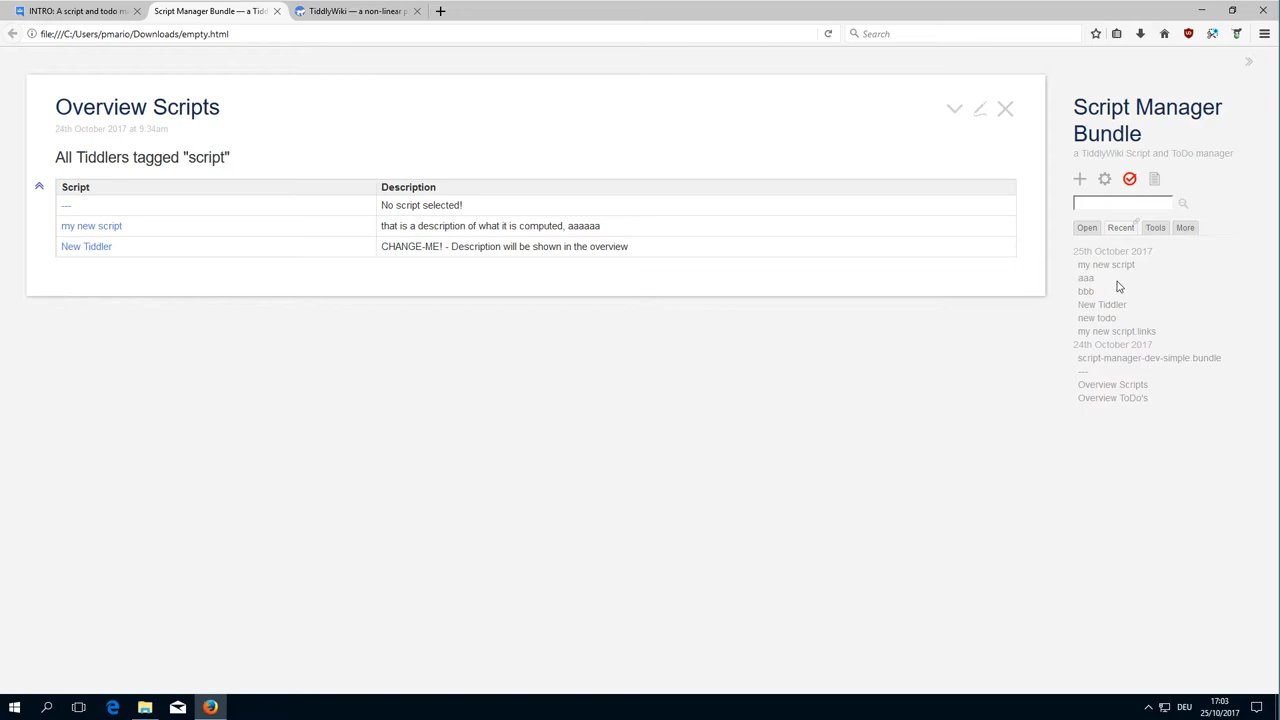 INTRO: A script and todo m
Script Manager Bundle — a Tidd
TiddlyWiki — a non-linear p
file:///C:/Users/pmario/Downloads/empty.html
Search
Overview Scripts
24th October 2017 at 9:34am
All Tiddlers tagged "script"
Script Description
--- No script selected!
my new script that is a description of what it is computed, aaaaaa
New Tiddler CHANGE-ME! - Description will be shown in the overview
Script Manager
Bundle
a TiddlyWiki Script and ToDo manager
Open Recent Tools More
25th October 2017
my new script
aaa
bbb
New Tiddler
new todo
my new script.links
24th October 2017
script-manager-dev-simple.bundle
---
Overview Scripts
Overview ToDo's
DEU
17:03
25/10/2017